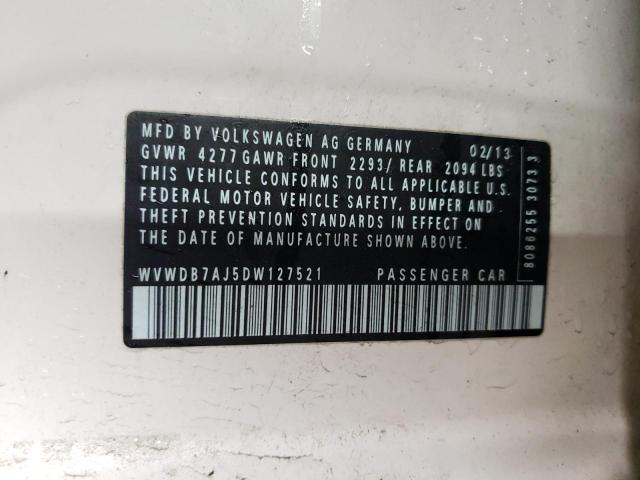 MFD BY VOLKSWAGEN AG GERMANY 02/13
GVWR 4277 GAWR FRONT 2293/ REAR 2094 LBS
THIS VEHICLE CONFORMS TO ALL APPLICABLE U.S.
FEDERAL MOTOR VEHICLE SAFETY, BUMPER AND
THEFT PREVENTION STANDARDS IN EFFECT ON
THE DATE OF MANUFACTURE SHOWN ABOVE.
WVWDB7AJ5DW127521 PASSENGER CAR
8086255 3073 3